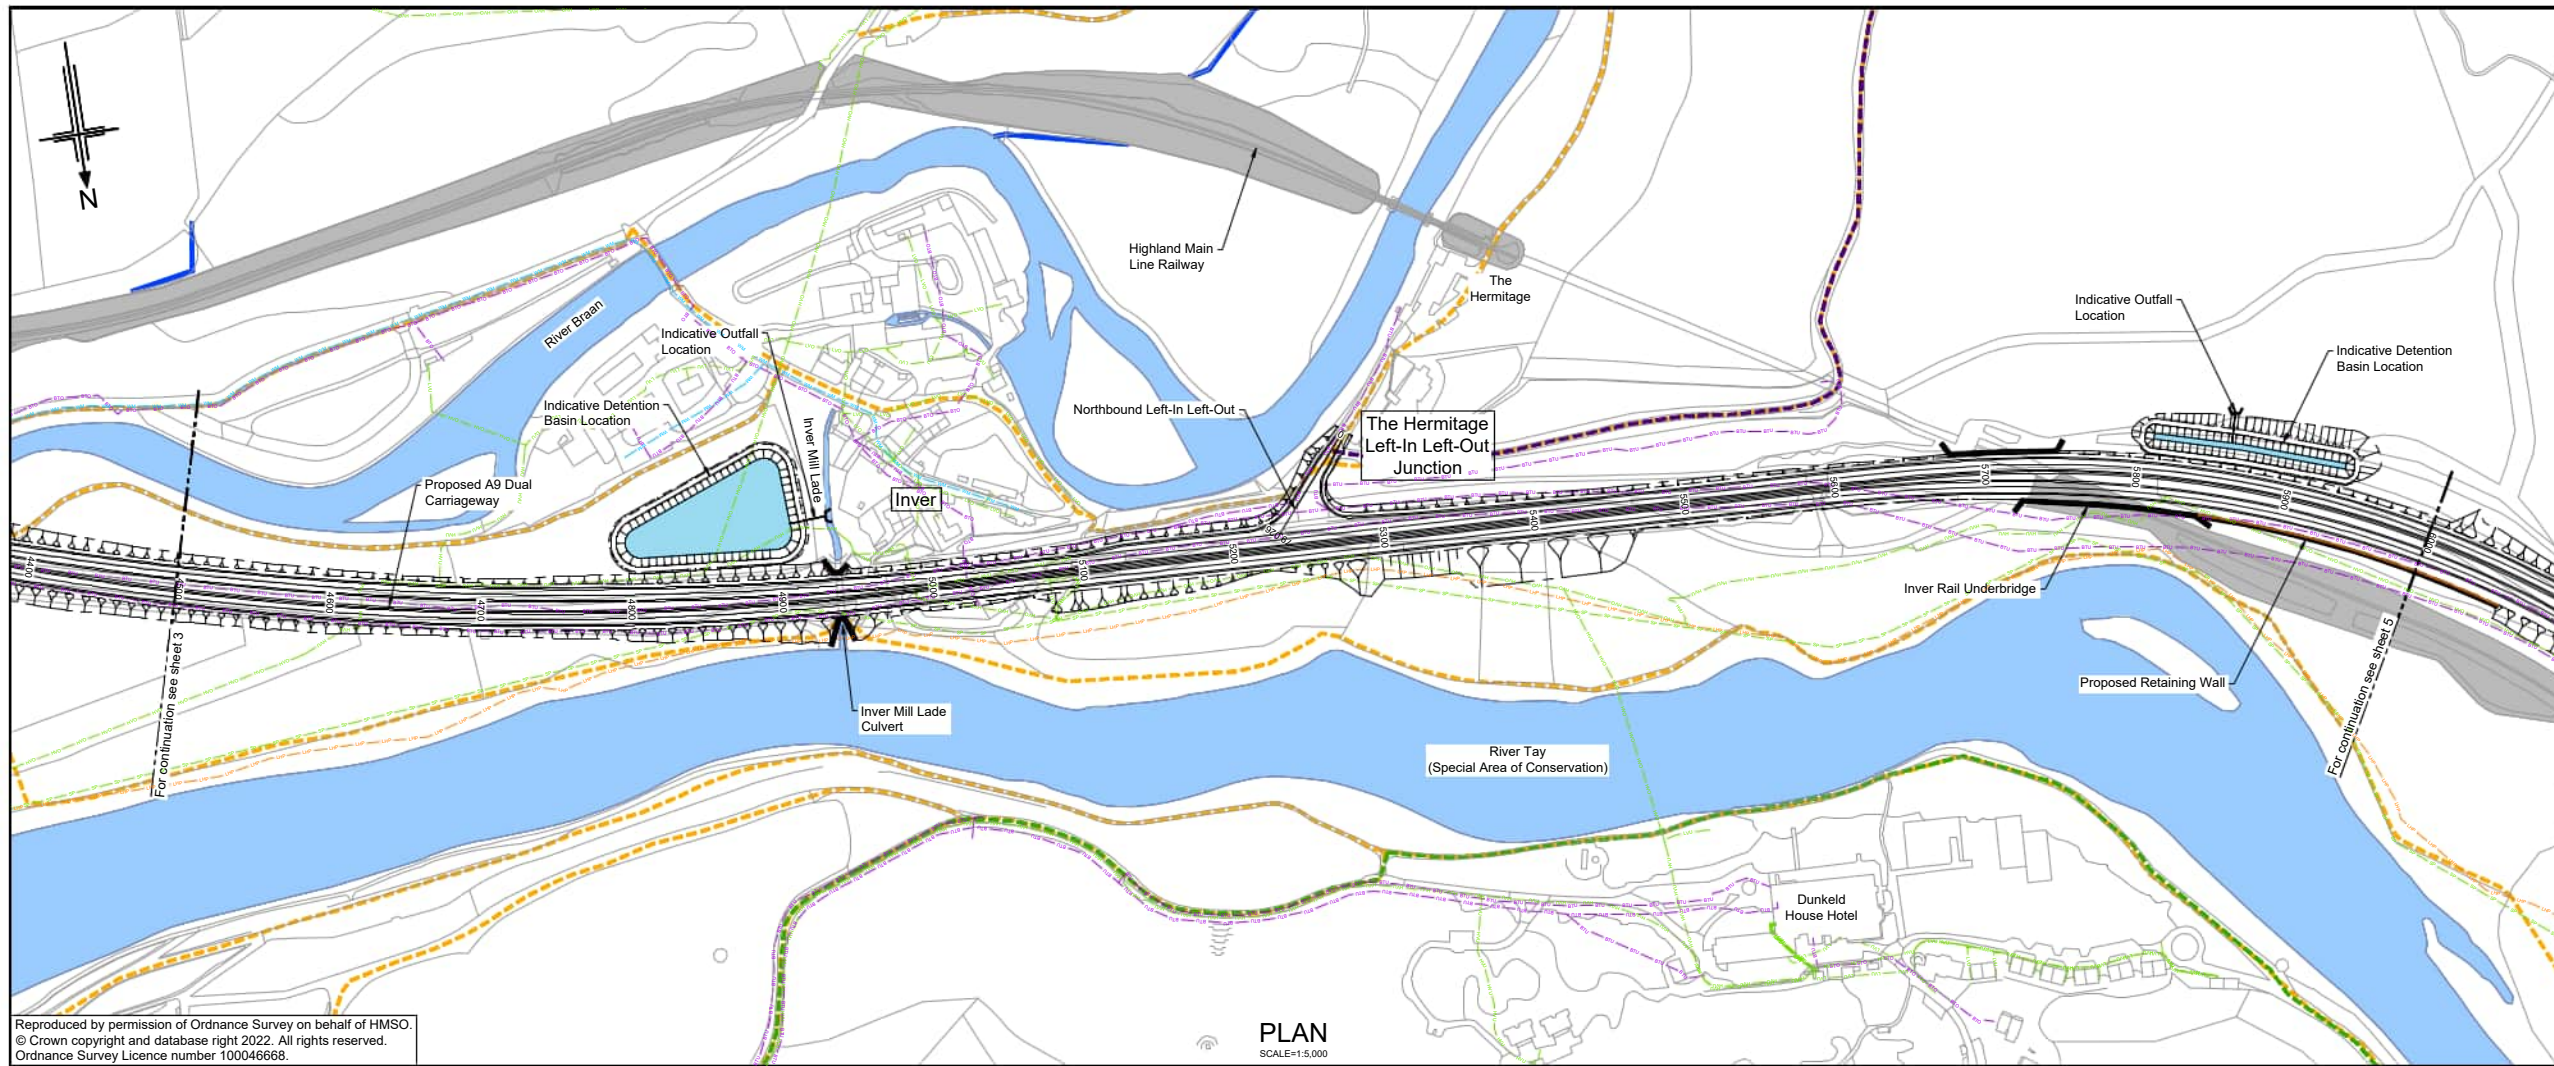 N
Highland Main
Line Railway
The
Hermitage
Indicative Outfall
Location
Indicative Detention
Basin Location
River Braan
Indicative Outfall
Location
Indicative Detention
Basin Location
Inver Mill Lade
Northbound Left-In Left-Out
The Hermitage
Left-In Left-Out
Junction
Proposed A9 Dual
Carriageway
Inver
4400
4500
4600
4700
4800
4900
5000
5100
5200
5300
5400
5500
5600
5700
5800
5900
6000
Inver Rail Underbridge
Proposed Retaining Wall
For continuation see sheet 3
For continuation see sheet 5
Inver Mill Lade
Culvert
River Tay
(Special Area of Conservation)
Dunkeld
House Hotel
Reproduced by permission of Ordnance Survey on behalf of HMSO.
© Crown copyright and database right 2022. All rights reserved.
Ordnance Survey Licence number 100046668.
PLAN
SCALE=1:5,000